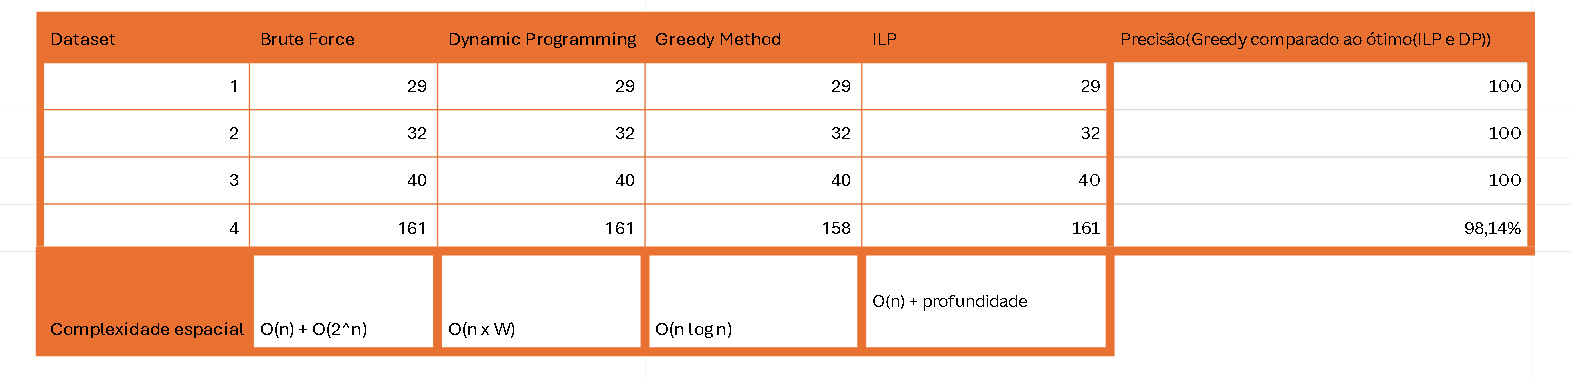 Dataset Brute Force Dynamic Programming Greedy Method ILP Precisão(Greedy comparado ao ótimo(ILP e DP))
1 29 29 29 29 100
2 32 32 32 32 100
3 40 40 40 40 100
4 161 161 158 161 98,14%
Complexidade espacial O(n) + O(2^n) O(n x W) O(n log n) O(n) + profundidade